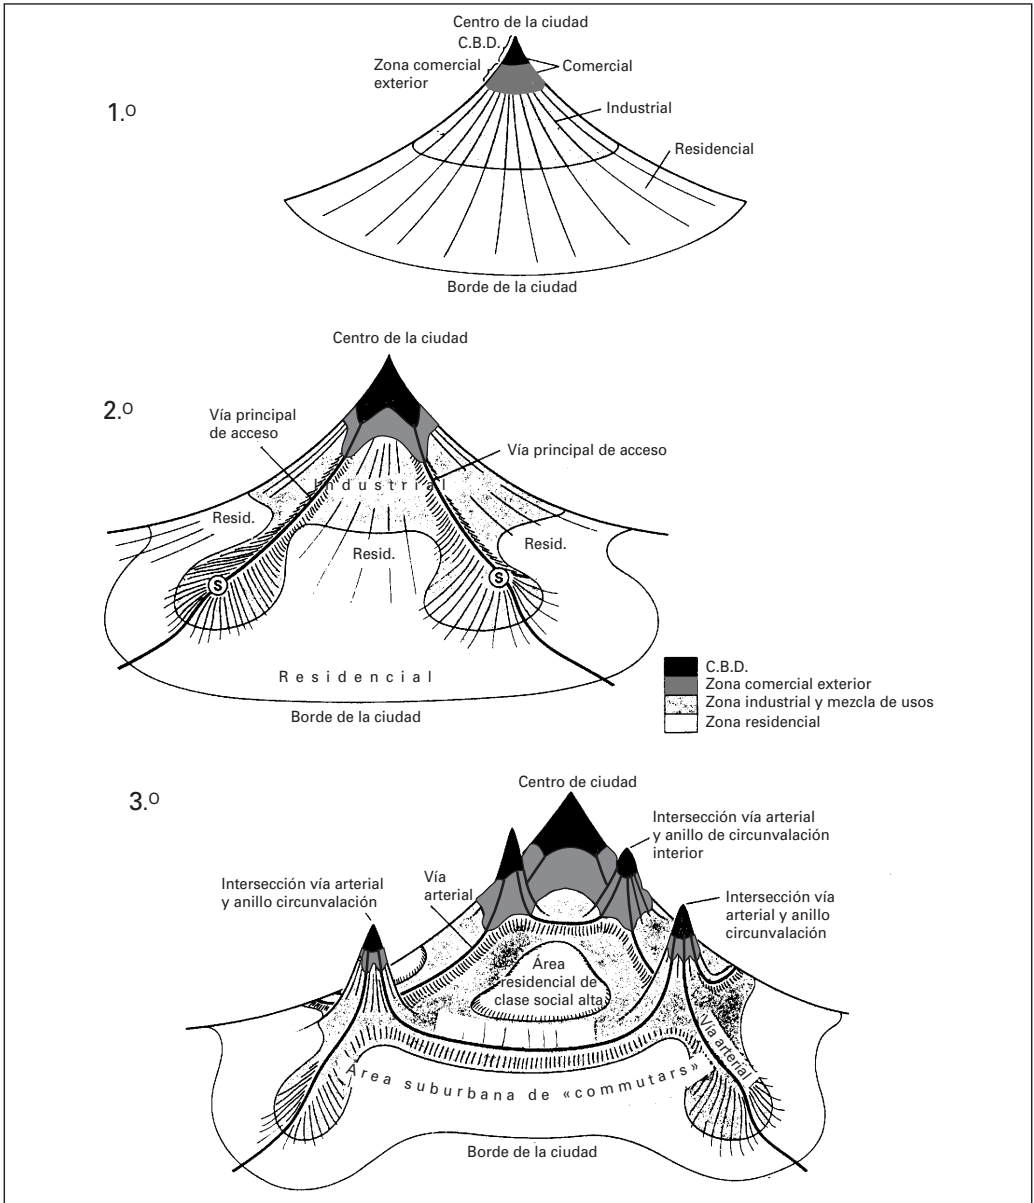 Centro de la ciudad
C.B.D.
Zona comercial
exterior
Comercial
1.º
Industrial
Residencial
Borde de la ciudad
Centro de la ciudad
2.º
Vía principal
de acceso
Vía principal de acceso
Industrial
Resid.
Resid.
Resid.
S
S
Residencial
Borde de la ciudad
C.B.D.
Zona comercial exterior
Zona industrial y mezcla de usos
Zona residencial
3.º
Centro de ciudad
Intersección vía arterial
y anillo de circunvalación
interior
Vía
arterial
Intersección vía arterial
y anillo circunvalación
Intersección vía
arterial y anillo
circunvalación
Área
residencial de
clase social alta
Vía arterial
Área suburbana de «commutars»
Borde de la ciudad